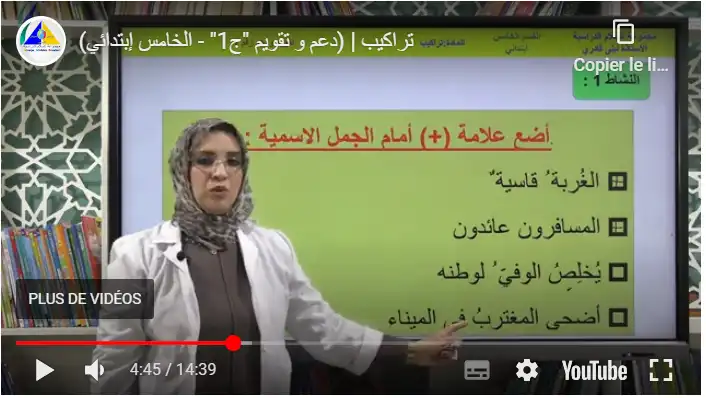 تراكيب | (دعم و تقويم "ج1" - الخامس إبتدائي)
Copier le li...
النشاط 1 :
أضع علامة (+) أمام الجمل الاسمية :
الغُربةُ قاسيةٌ
المسافرون عائدون
يُخلِصُ الوفيُّ لوطنه
أضحى المغتربُ في الميناء
PLUS DE VIDÉOS
4:45 / 14:39
YouTube